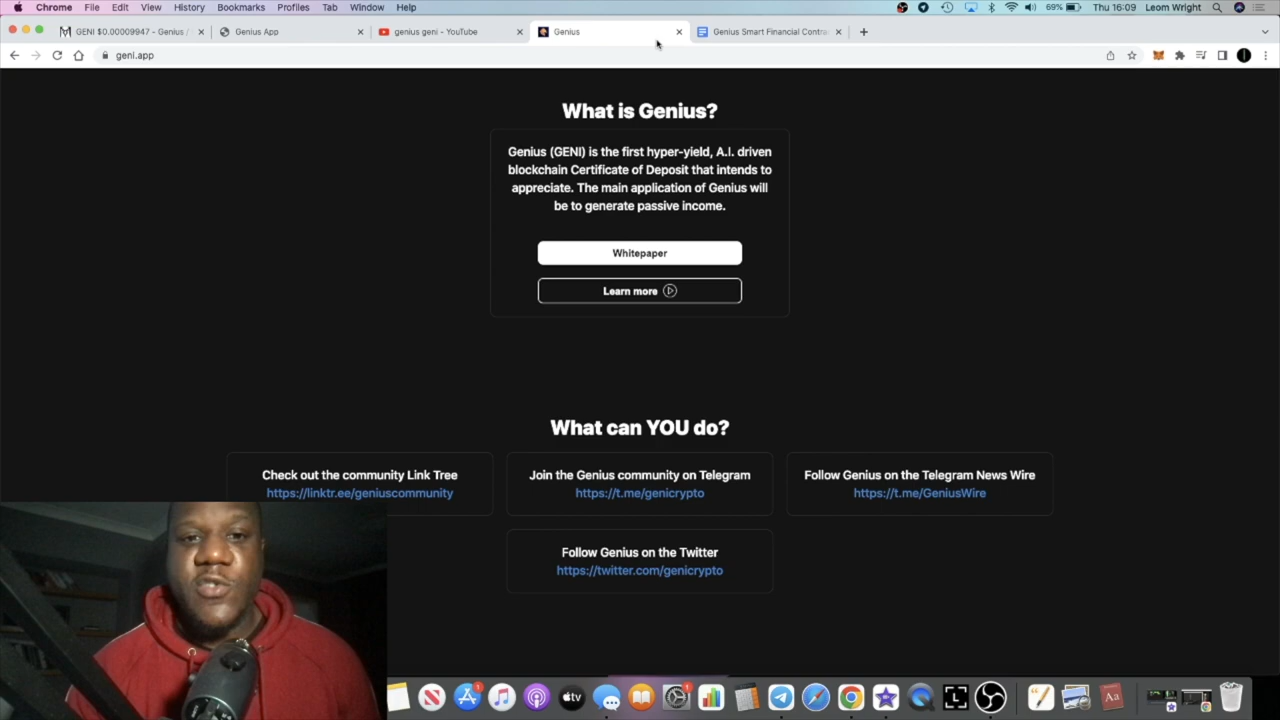 Chrome File Edit View History Bookmarks Profiles Tab Window Help 69% Thu 16:09 Leom Wright
GENI $0.00009947 - Genius / Genius App genius geni - YouTube Genius Genius Smart Financial Contra
geni.app
What is Genius?
Genius (GENI) is the first hyper-yield, A.I. driven
blockchain Certificate of Deposit that intends to
appreciate. The main application of Genius will
be to generate passive income.
Whitepaper
Learn more
What can YOU do?
Check out the community Link Tree
https://linktr.ee/geniuscommunity
Join the Genius community on Telegram
https://t.me/genicrypto
Follow Genius on the Telegram News Wire
https://t.me/GeniusWire
Follow Genius on the Twitter
https://twitter.com/genicrypto
tv
Aa